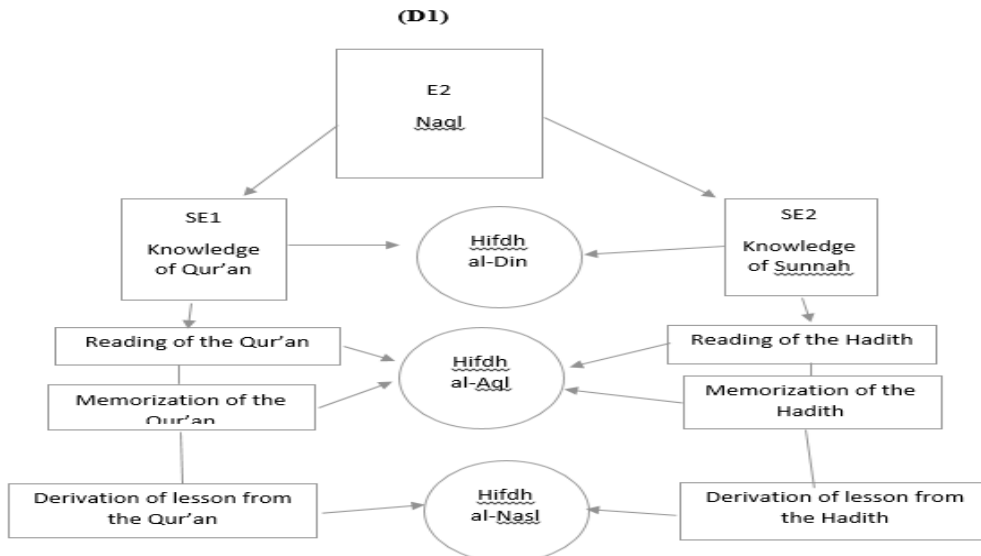 (D1)
E2
Naql
SE1
Knowledge
of Qur’an
Hifdh
al-Din
SE2
Knowledge
of Sunnah
Reading of the Qur’an
Hifdh
al-Aql
Reading of the Hadith
Memorization of the
Qur’an
Memorization of the
Hadith
Derivation of lesson from
the Qur’an
Hifdh
al-Nasl
Derivation of lesson from
the Hadith